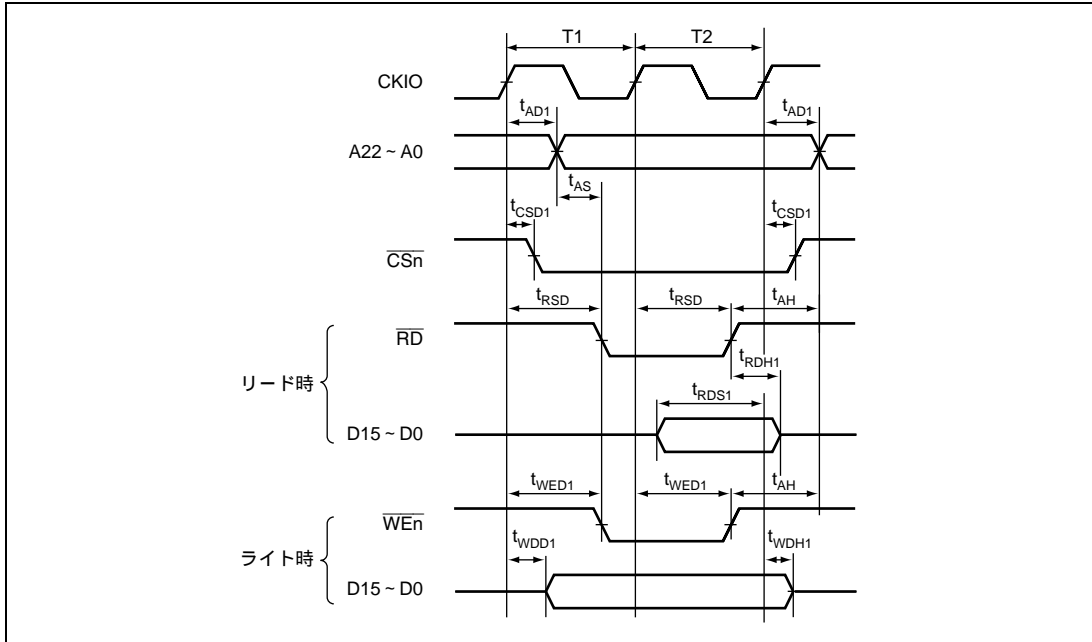 T1 T2
CKIO
tAD1 tAD1
A22 ~ A0
tAS
tCSD1 tCSD1
CSn
tRSD tRSD tAH
RD
tRDH1
リード時
tRDS1
D15 ~ D0
tWED1 tWED1 tAH
WEn
tWDD1 tWDH1
ライト時
D15 ~ D0